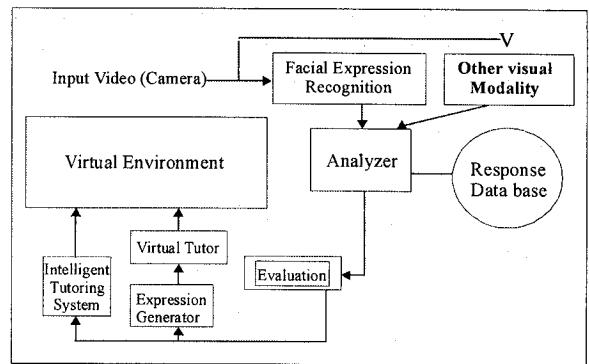 Input Video (Camera)
Facial Expression
Recognition
Other visual
Modality
Virtual Environment
Analyzer
Response
Data base
Virtual Tutor
Evaluation
Intelligent
Tutoring
System
Expression
Generator